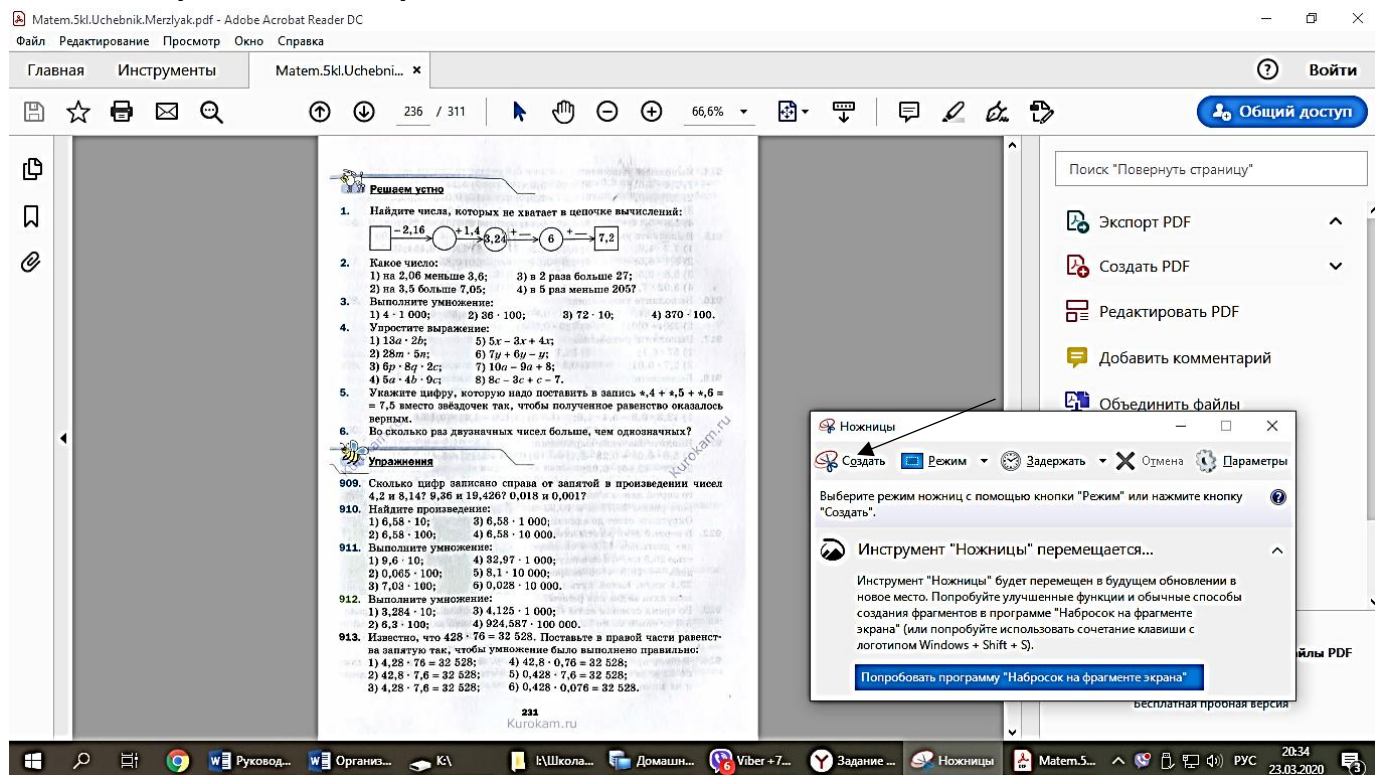 Matem.5kl.Uchebnik.Merzlyak.pdf - Adobe Acrobat Reader DC
Файл Редактирование Просмотр Окно Справка
Главная Инструменты Matem.5kl.Uchebni... ×
Войти
236 / 311 66,6% Общий доступ
Поиск "Повернуть страницу"
Экспорт PDF
Создать PDF
Редактировать PDF
Добавить комментарий
Объединить файлы
Решаем устно
1. Найдите числа, которых не хватает в цепочке вычислений:
– 2,16 +1,4 3,24 + — 6 + — 7,2
2. Какое число:
1) на 2,06 меньше 3,6; 3) в 2 раза больше 27;
2) на 3,5 больше 7,05; 4) в 5 раз меньше 205?
3. Выполните умножение:
1) 4 · 1 000; 2) 36 · 100; 3) 72 · 10; 4) 370 · 100.
4. Упростите выражение:
1) 13a · 2b; 5) 5x – 3x + 4x;
2) 28m · 5n; 6) 7y + 6y – y;
3) 6p · 8q · 2c; 7) 10a – 9a + 8;
4) 5a · 4b · 9c; 8) 8c – 3c + c – 7.
5. Укажите цифру, которую надо поставить в запись *,4 + *,5 + *,6 =
= 7,5 вместо звёздочек так, чтобы полученное равенство оказалось
верным.
6. Во сколько раз двузначных чисел больше, чем однозначных?
Kurokam.ru
Упражнения
909. Сколько цифр записано справа от запятой в произведении чисел
4,2 и 8,14? 9,36 и 19,426? 0,018 и 0,001?
910. Найдите произведение:
1) 6,58 · 10; 3) 6,58 · 1 000;
2) 6,58 · 100; 4) 6,58 · 10 000.
911. Выполните умножение:
1) 9,6 · 10; 4) 32,97 · 1 000;
2) 0,065 · 100; 5) 8,1 · 10 000;
3) 7,03 · 100; 6) 0,028 · 10 000.
912. Выполните умножение:
1) 3,284 · 10; 3) 4,125 · 1 000;
2) 6,3 · 100; 4) 924,587 · 100 000.
913. Известно, что 428 · 76 = 32 528. Поставьте в правой части равенст-
ва запятую так, чтобы умножение было выполнено правильно:
1) 4,28 · 76 = 32 528; 4) 42,8 · 0,76 = 32 528;
2) 42,8 · 7,6 = 32 528; 5) 0,428 · 7,6 = 32 528;
3) 4,28 · 7,6 = 32 528; 6) 0,428 · 0,076 = 32 528.
231
Kurokam.ru
Ножницы
Создать Режим Задержать Отмена Параметры
Выберите режим ножниц с помощью кнопки "Режим" или нажмите кнопку
"Создать".
Инструмент "Ножницы" перемещается...
Инструмент "Ножницы" будет перемещен в будущем обновлении в
новое место. Попробуйте улучшенные функции и обычные способы
создания фрагментов в программе "Набросок на фрагменте
экрана" (или попробуйте использовать сочетание клавиши с
логотипом Windows + Shift + S).
Попробовать программу "Набросок на фрагменте экрана"
йлы PDF
Бесплатная пробная версия
Руковод... Организ... K:\ I:\Школа... Домашн... Viber +7... Задание ... Ножницы Matem.5... РУС 20:34
23.03.2020